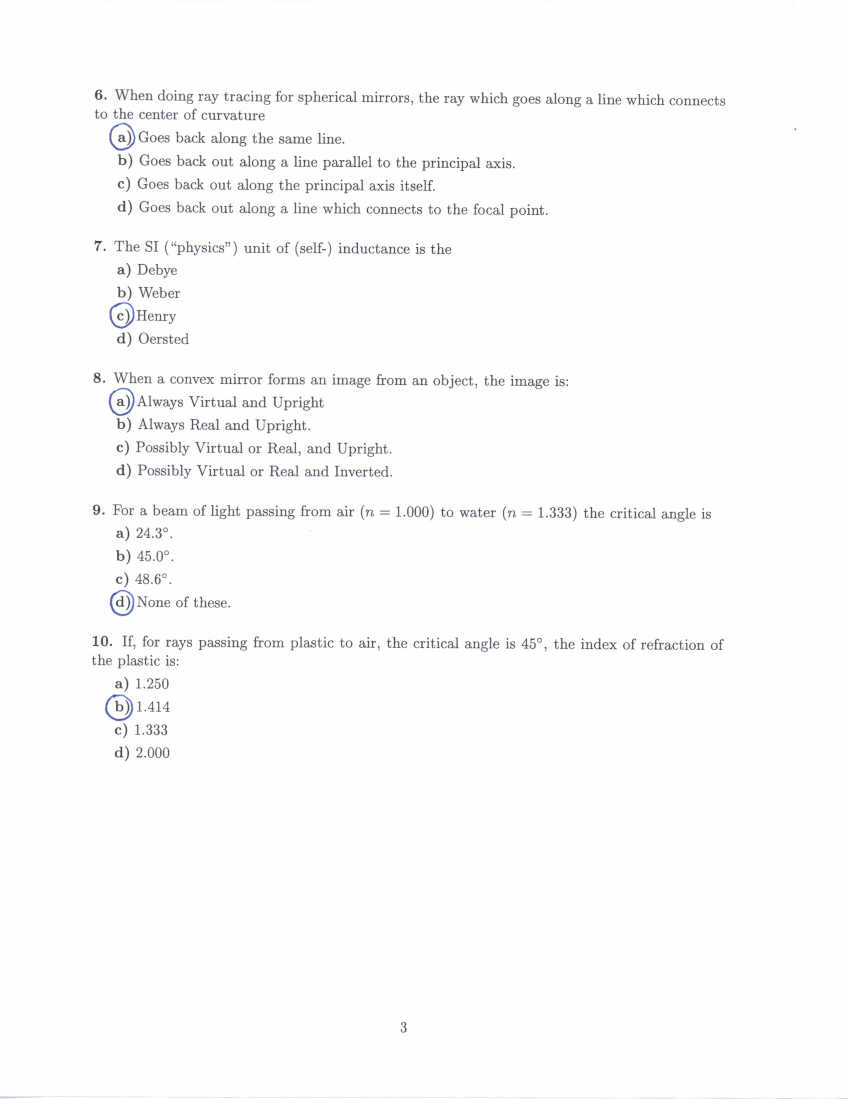 6. When doing ray tracing for spherical mirrors, the ray which goes along a line which connects
to the center of curvature
a) Goes back along the same line.
b) Goes back out along a line parallel to the principal axis.
c) Goes back out along the principal axis itself.
d) Goes back out along a line which connects to the focal point.
7. The SI (“physics”) unit of (self-) inductance is the
a) Debye
b) Weber
c) Henry
d) Oersted
8. When a convex mirror forms an image from an object, the image is:
a) Always Virtual and Upright
b) Always Real and Upright.
c) Possibly Virtual or Real, and Upright.
d) Possibly Virtual or Real and Inverted.
9. For a beam of light passing from air (n = 1.000) to water (n = 1.333) the critical angle is
a) 24.3°.
b) 45.0°.
c) 48.6°.
d) None of these.
10. If, for rays passing from plastic to air, the critical angle is 45°, the index of refraction of
the plastic is:
a) 1.250
b) 1.414
c) 1.333
d) 2.000
3